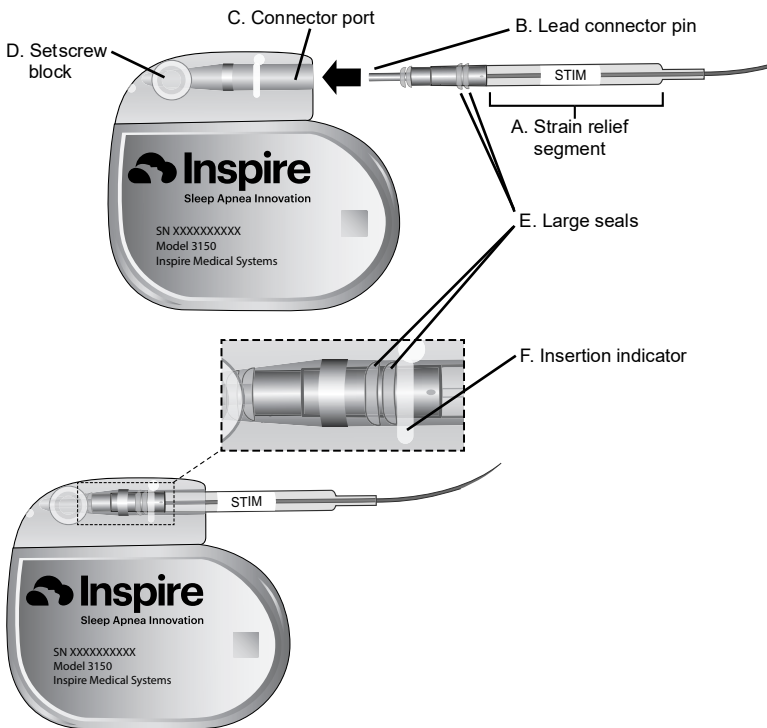 C. Connector port
B. Lead connector pin
D. Setscrew
block
STIM
A. Strain relief
segment
Inspire
Sleep Apnea Innovation
SN XXXXXXXXXX
Model 3150
Inspire Medical Systems
E. Large seals
F. Insertion indicator
STIM
Inspire
Sleep Apnea Innovation
SN XXXXXXXXXX
Model 3150
Inspire Medical Systems